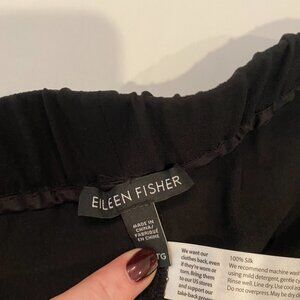 EILEEN FISHER
MADE IN
CHINA/
FABRIQUÉ
EN CHINE
TG
We want our
clothes back, even
if they're worn or
torn. Bring them
to our US stores
and support our
take-back program
100% Silk
We recommend machine
using mild detergent, gentle
Rinse well. Line dry. Use cool
Do not overpress. May be dry